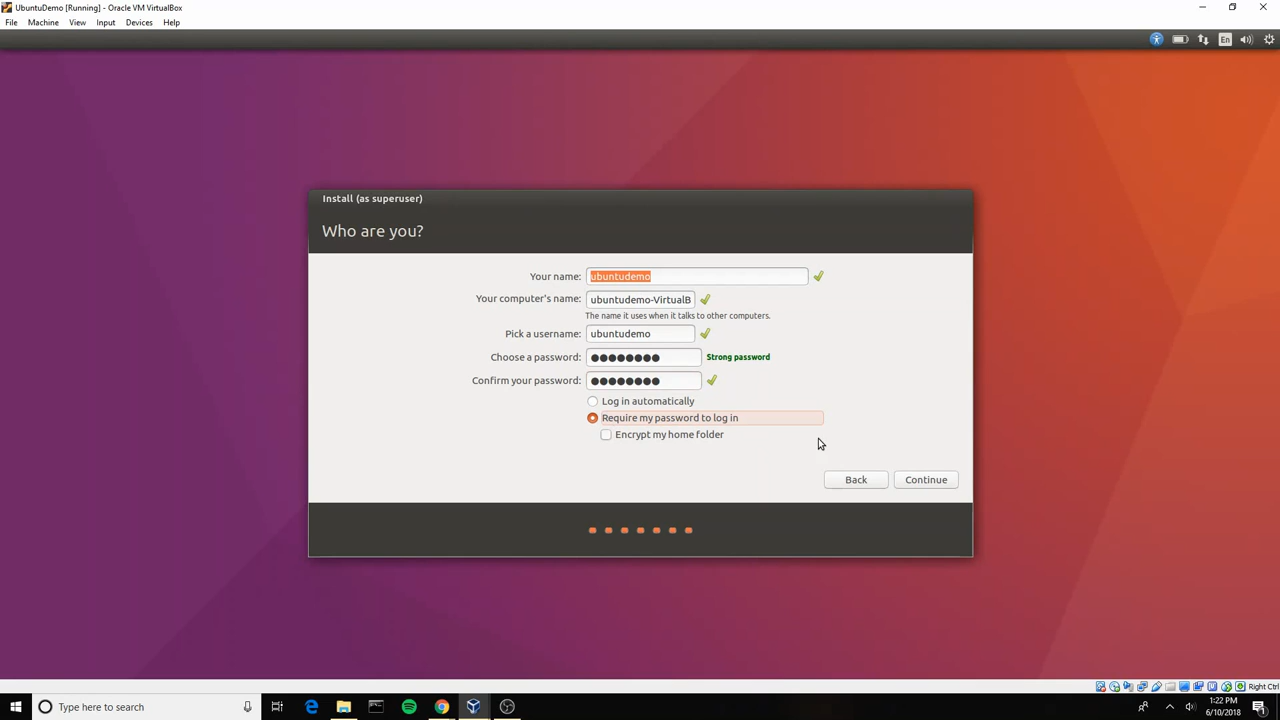 UbuntuDemo [Running] - Oracle VM VirtualBox
File Machine View Input Devices Help
En
Install (as superuser)
Who are you?
Your name: ubuntudemo
Your computer's name: ubuntudemo-VirtualB
The name it uses when it talks to other computers.
Pick a username: ubuntudemo
Choose a password: ●●●●●●●● Strong password
Confirm your password: ●●●●●●●●
Log in automatically
Require my password to log in
Encrypt my home folder
Back Continue
Right Ctrl
Type here to search
1:22 PM
6/10/2018
1